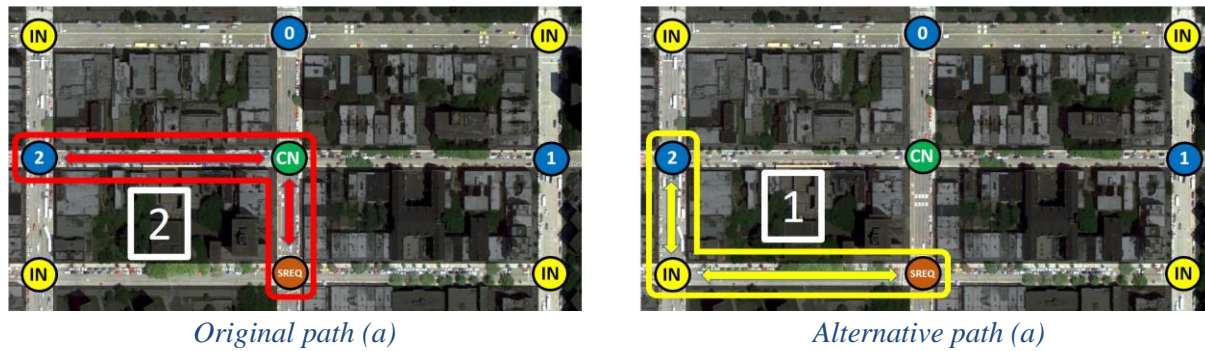 IN 0 IN IN 0 IN
2 CN 1 2 CN 1
2 1
IN SREQ IN IN SREQ IN
Original path (a) Alternative path (a)